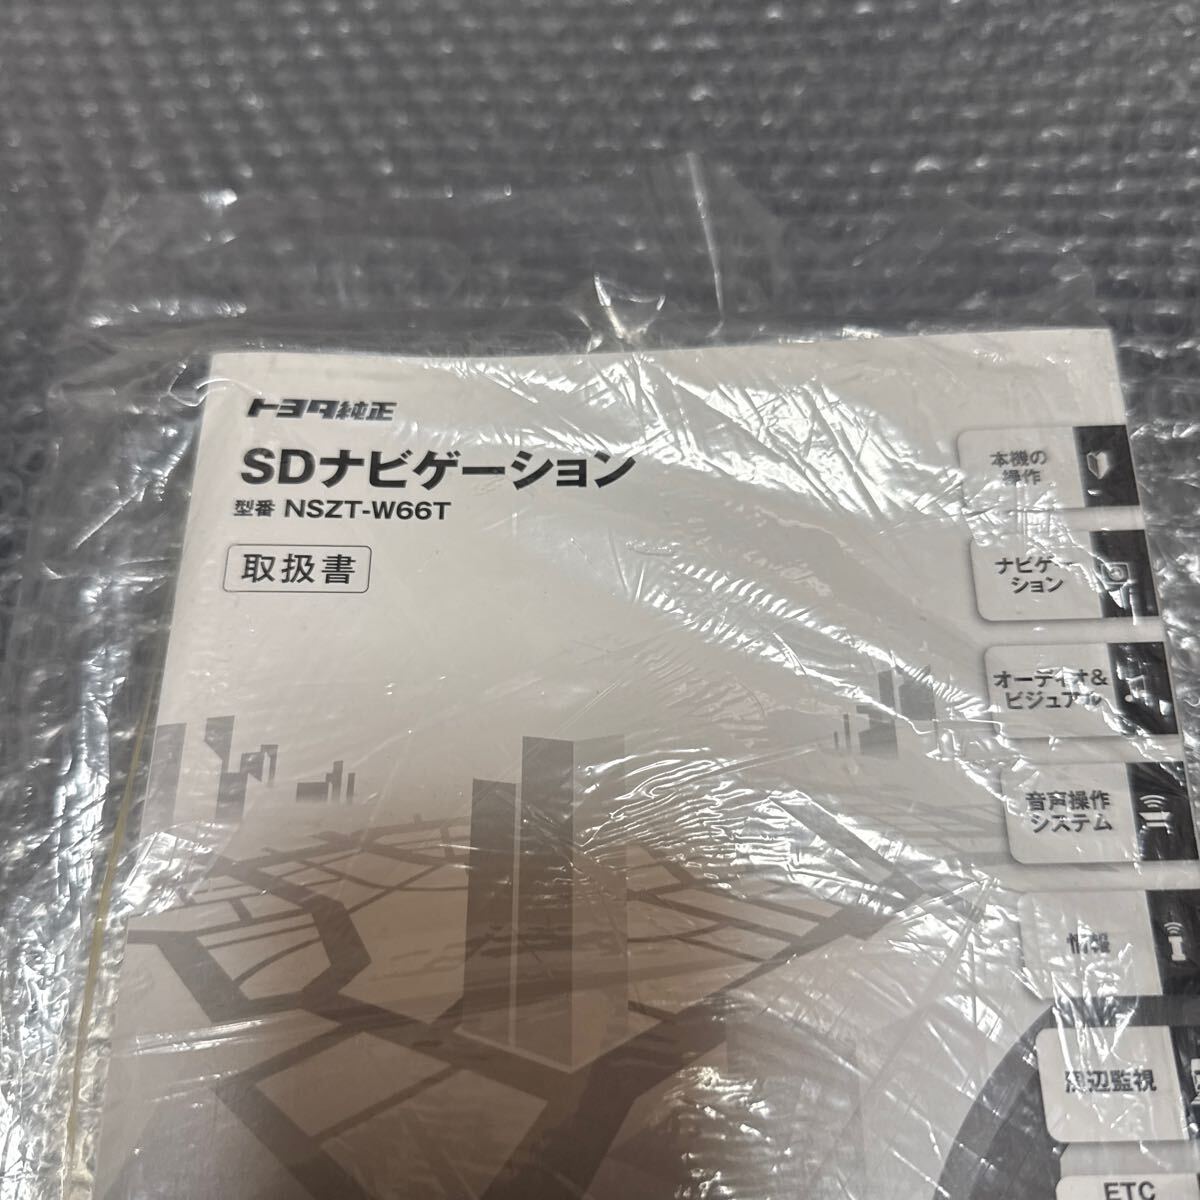 トヨタ純正
SDナビゲーション
型番 NSZT-W66T
取扱書
本機の
操作
ナビゲー
ション
オーディオ&
ビジュアル
音声操作
システム
情報
周辺監視
ETC